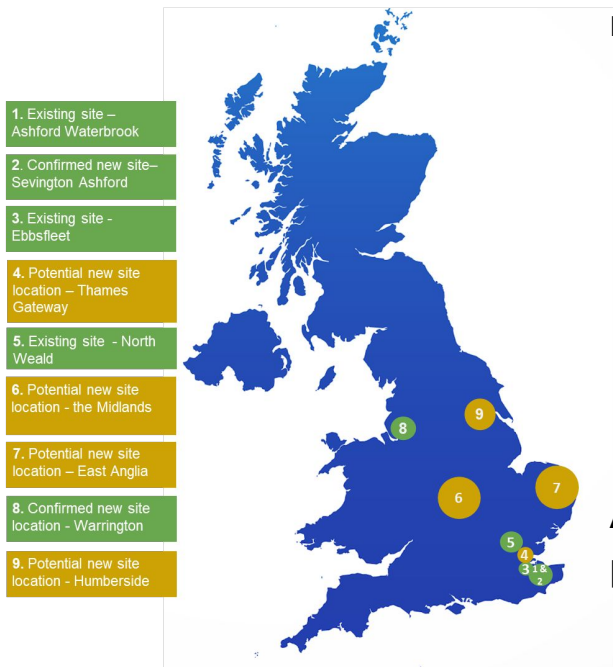 1. Existing site –
Ashford Waterbrook
2. Confirmed new site–
Sevington Ashford
3. Existing site -
Ebbsfleet
4. Potential new site
location – Thames
Gateway
5. Existing site - North
Weald
6. Potential new site
location - the Midlands
7. Potential new site
location – East Anglia
8. Confirmed new site
location - Warrington
9. Potential new site
location - Humberside
9
8
7
6
5
4
3
1 &
2